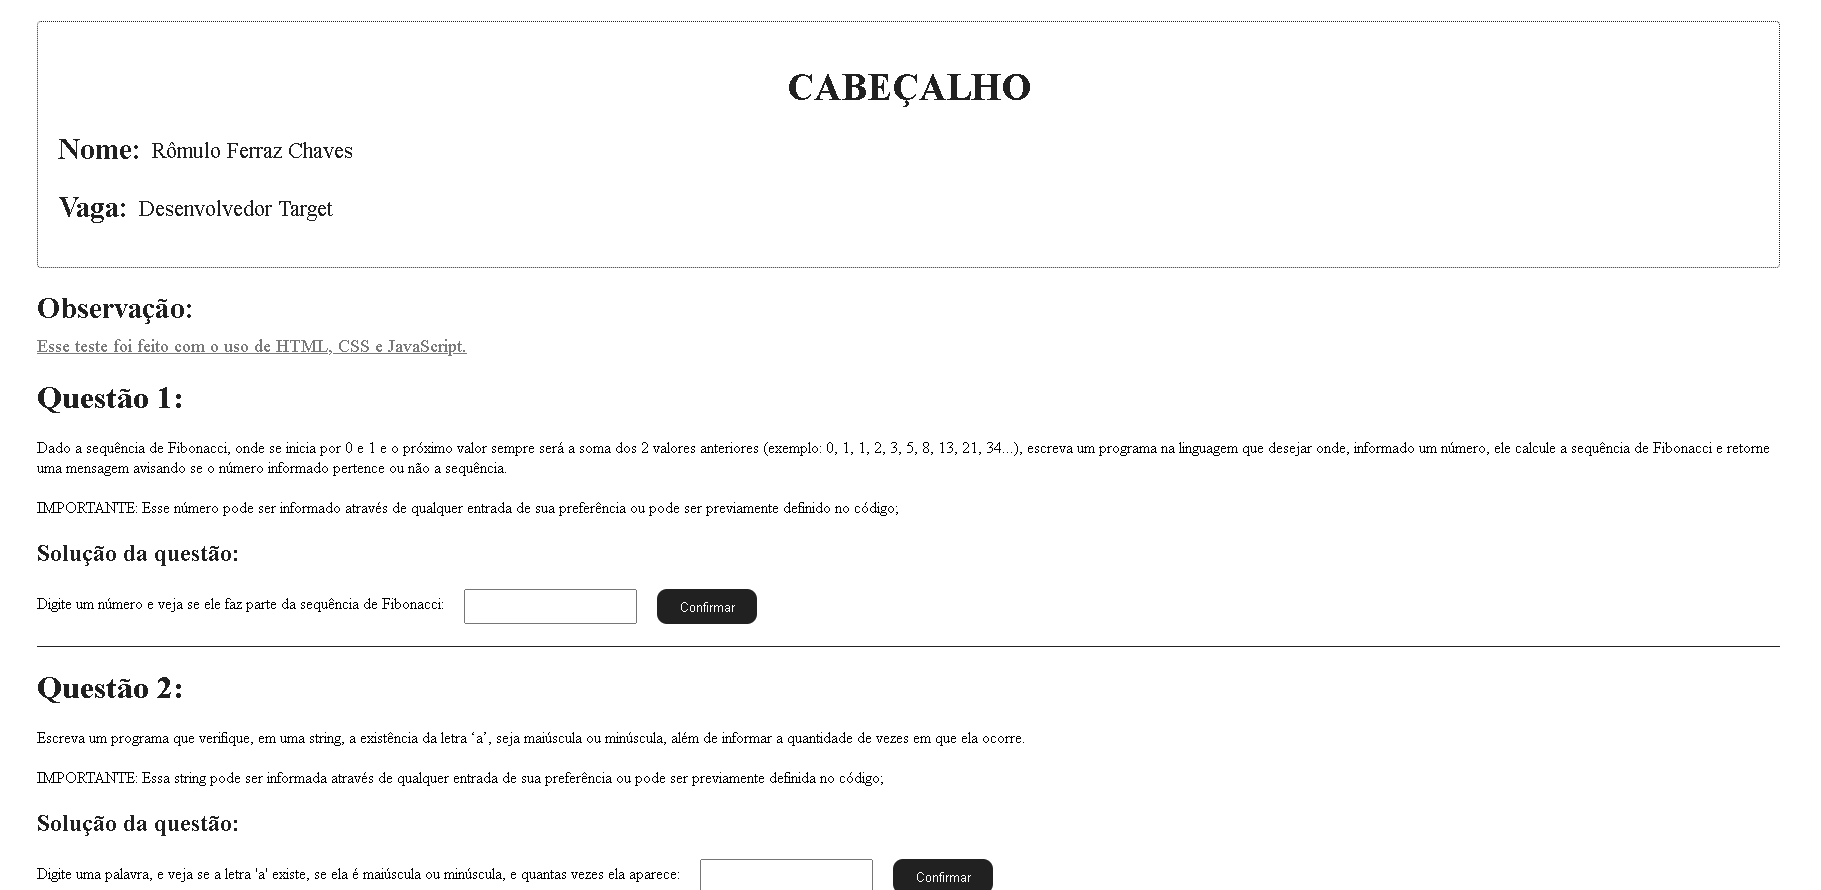 CABEÇALHO
Nome: Rômulo Ferraz Chaves
Vaga: Desenvolvedor Target
Observação:
Esse teste foi feito com o uso de HTML, CSS e JavaScript.
Questão 1:
Dado a sequência de Fibonacci, onde se inicia por 0 e 1 e o próximo valor sempre será a soma dos 2 valores anteriores (exemplo: 0, 1, 1, 2, 3, 5, 8, 13, 21, 34...), escreva um programa na linguagem que desejar onde, informado um número, ele calcule a sequência de Fibonacci e retorne
uma mensagem avisando se o número informado pertence ou não a sequência.
IMPORTANTE: Esse número pode ser informado através de qualquer entrada de sua preferência ou pode ser previamente definido no código;
Solução da questão:
Digite um número e veja se ele faz parte da sequência de Fibonacci: Confirmar
Questão 2:
Escreva um programa que verifique, em uma string, a existência da letra ‘a’, seja maiúscula ou minúscula, além de informar a quantidade de vezes em que ela ocorre.
IMPORTANTE: Essa string pode ser informada através de qualquer entrada de sua preferência ou pode ser previamente definida no código;
Solução da questão:
Digite uma palavra, e veja se a letra 'a' existe, se ela é maiúscula ou minúscula, e quantas vezes ela aparece: Confirmar